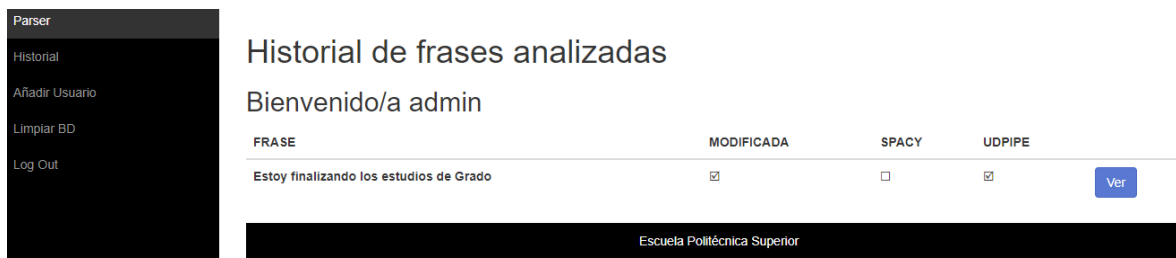 Parser
Historial
Añadir Usuario
Limpiar BD
Log Out
Historial de frases analizadas
Bienvenido/a admin
FRASE MODIFICADA SPACY UDPIPE
Estoy finalizando los estudios de Grado ☑ ☐ ☑ Ver
Escuela Politécnica Superior